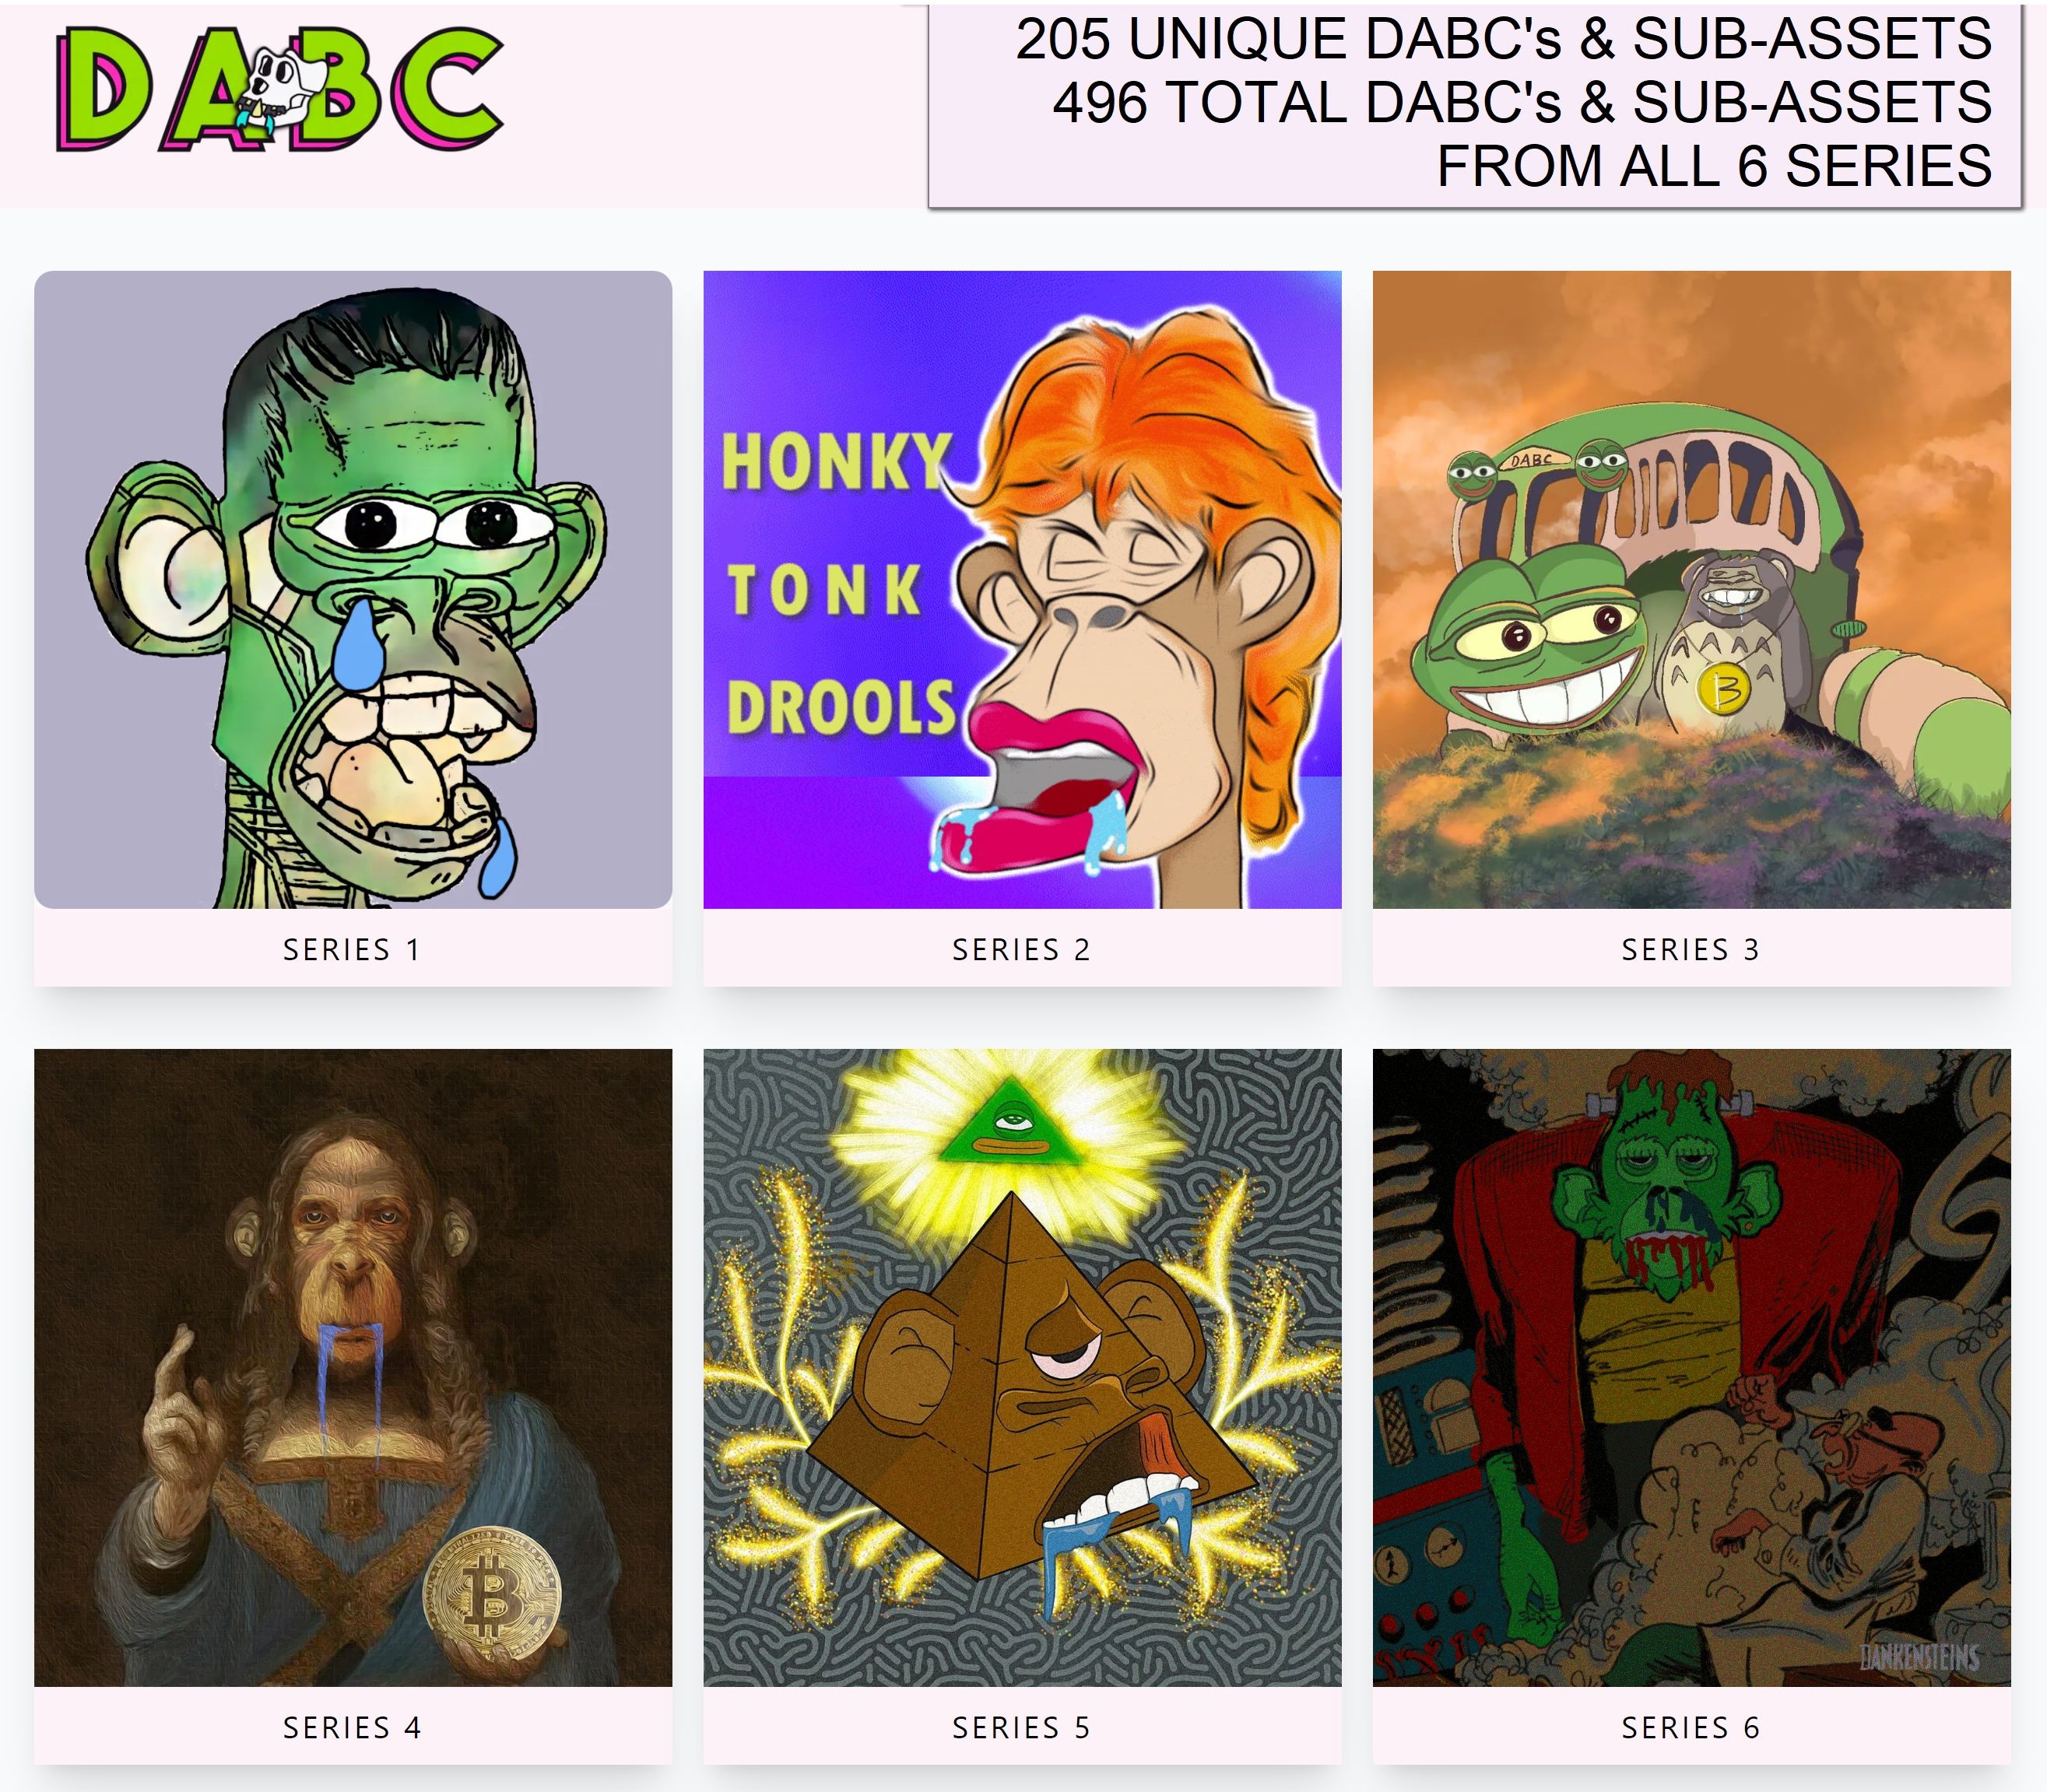 DABC
205 UNIQUE DABC's & SUB-ASSETS
496 TOTAL DABC's & SUB-ASSETS
FROM ALL 6 SERIES
HONKY
TONK
DROOLS
DABC
B
SERIES 1
SERIES 2
SERIES 3
B
DANKENSTEINS
SERIES 4
SERIES 5
SERIES 6